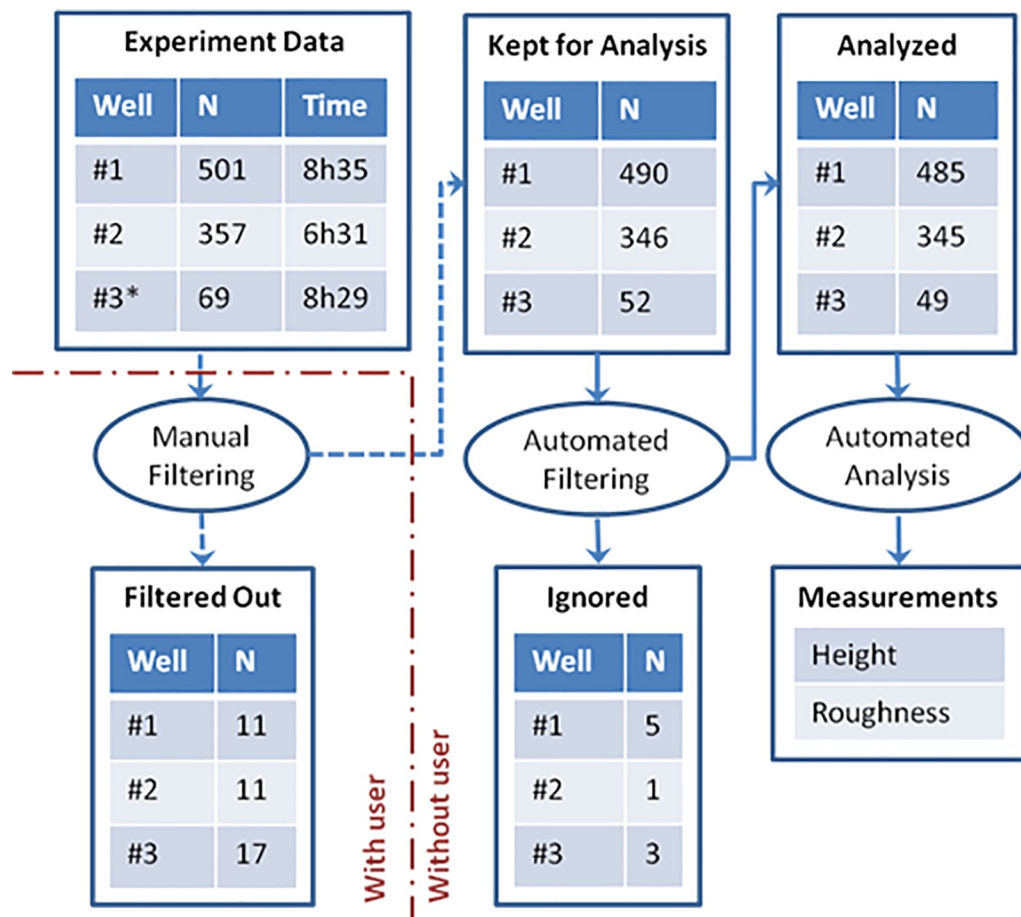 Experiment Data
Well N Time
#1 501 8h35
#2 357 6h31
#3* 69 8h29
Manual
Filtering
Filtered Out
Well N
#1 11
#2 11
#3 17
With user
Without user
Kept for Analysis
Well N
#1 490
#2 346
#3 52
Automated
Filtering
Ignored
Well N
#1 5
#2 1
#3 3
Analyzed
Well N
#1 485
#2 345
#3 49
Automated
Analysis
Measurements
Height
Roughness